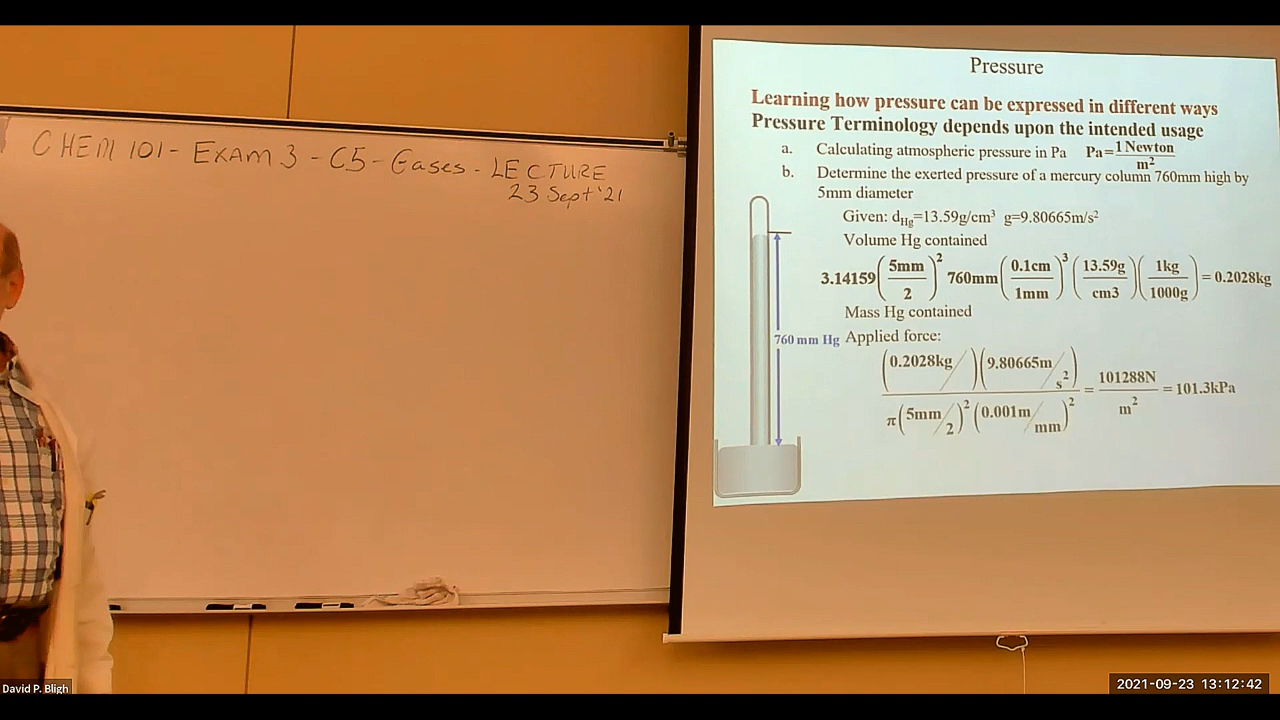 CHEM 101 - EXAM 3 - C5 - Gases - LECTURE
23 Sept '21
Pressure
Learning how pressure can be expressed in different ways
Pressure Terminology depends upon the intended usage
a. Calculating atmospheric pressure in Pa Pa=1 Newton/m²
b. Determine the exerted pressure of a mercury column 760mm high by
5mm diameter
Given: dHg=13.59g/cm³ g=9.80665m/s²
Volume Hg contained
3.14159(5mm/2)² 760mm(0.1cm/1mm)³(13.59g/cm3)(1kg/1000g)=0.2028kg
Mass Hg contained
760 mm Hg
Applied force:
(0.2028kg/)(9.80665m/s²)/π(5mm/2)²(0.001m/mm)² = 101288N/m² = 101.3kPa
David P. Bligh
2021-09-23 13:12:42